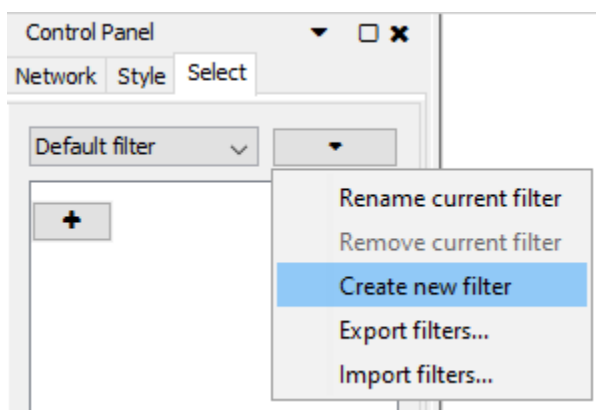 Control Panel
Network Style Select
Default filter
Rename current filter
Remove current filter
Create new filter
Export filters...
Import filters...